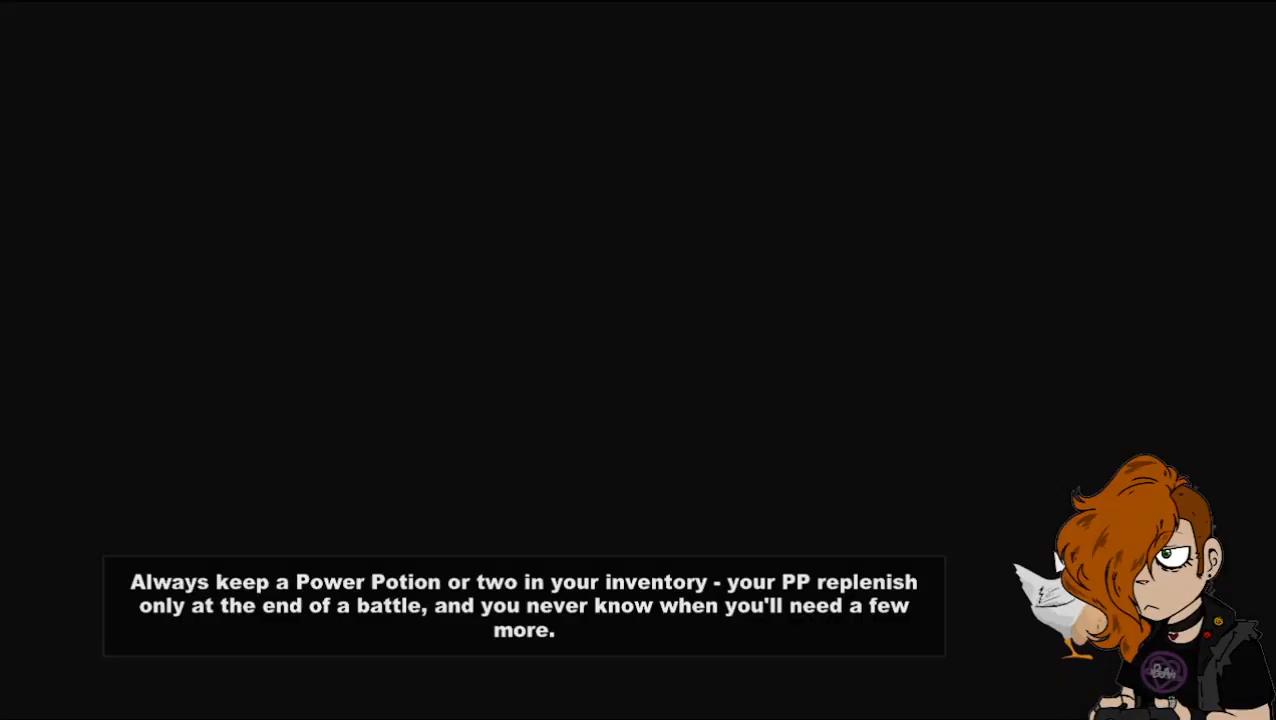 Always keep a Power Potion or two in your inventory - your PP replenish
only at the end of a battle, and you never know when you'll need a few
more.